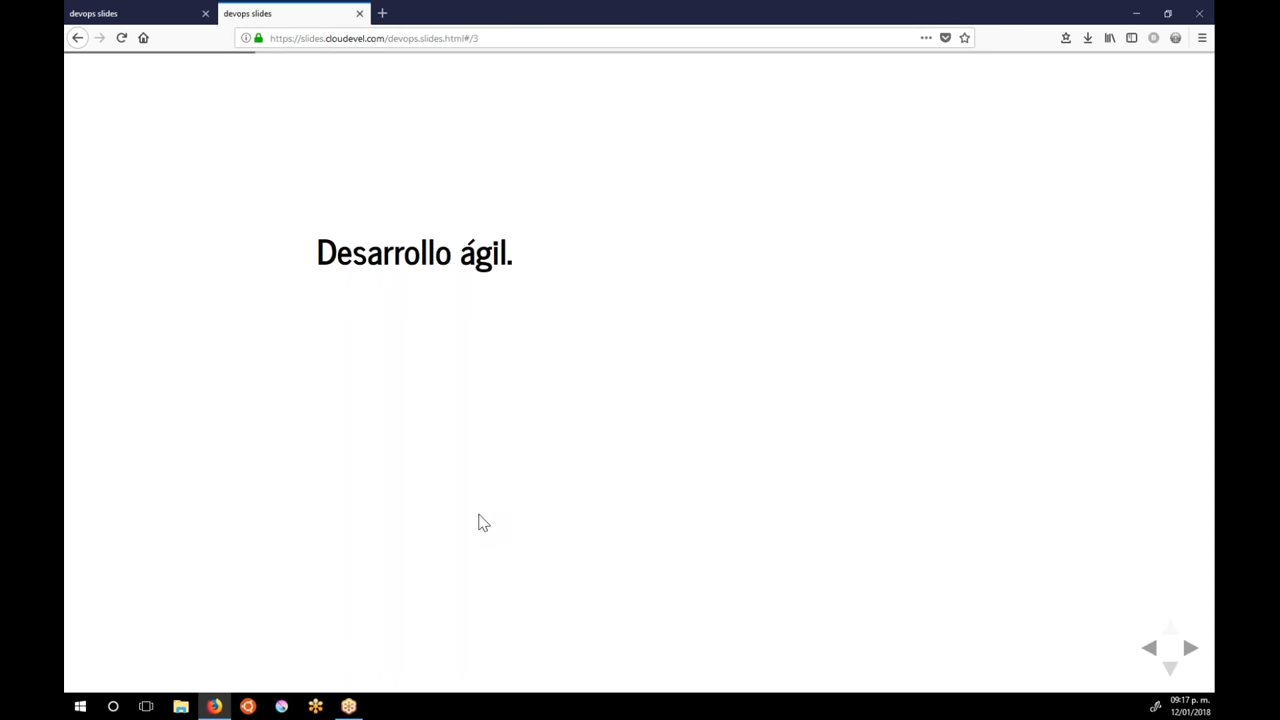 devops slides
devops slides
https://slides.cloudevel.com/devops.slides.html#/3
Desarrollo ágil.
09:17 p. m.
12/01/2018